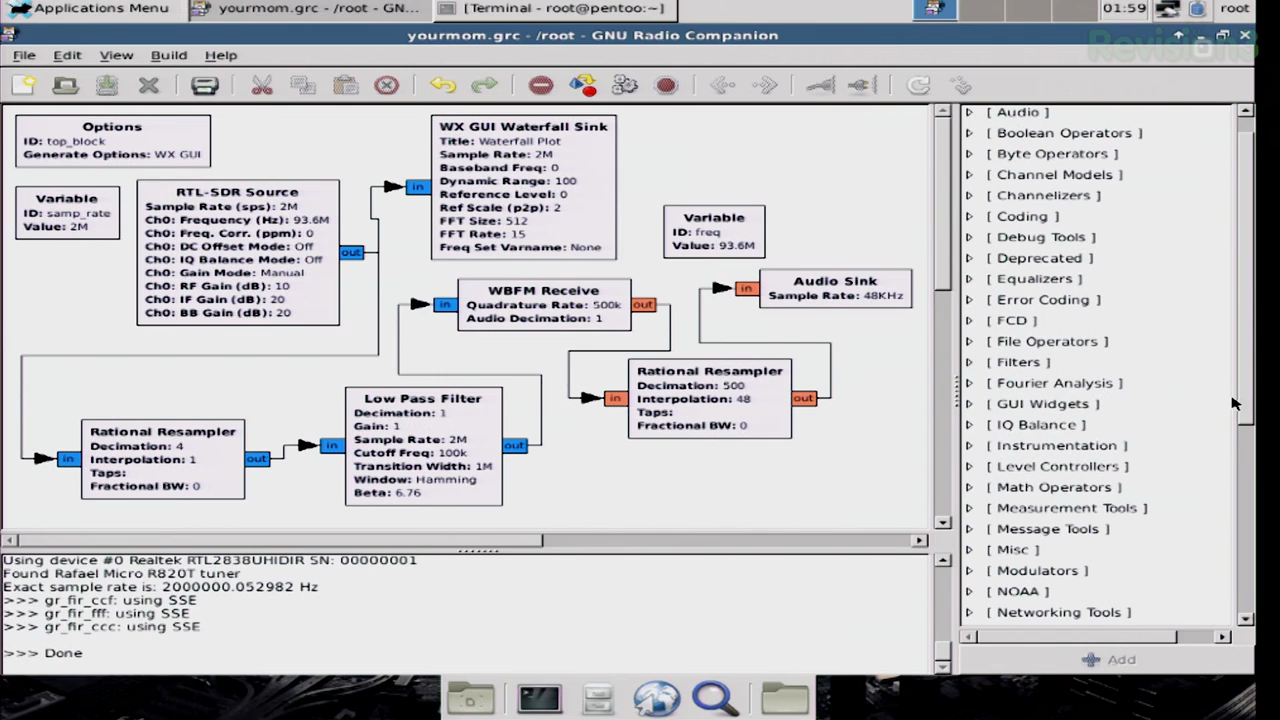 Applications Menu
yourmom.grc - /root - GN...
[Terminal - root@pentoo:~]
01:59
root
yourmom.grc - /root - GNU Radio Companion
Revision3
File Edit View Build Help
Options
ID: top_block
Generate Options: WX GUI
Variable
ID: samp_rate
Value: 2M
RTL-SDR Source
Sample Rate (sps): 2M
Ch0: Frequency (Hz): 93.6M
Ch0: Freq. Corr. (ppm): 0
Ch0: DC Offset Mode: Off
Ch0: IQ Balance Mode: Off
Ch0: Gain Mode: Manual
Ch0: RF Gain (dB): 10
Ch0: IF Gain (dB): 20
Ch0: BB Gain (dB): 20
out
in
WX GUI Waterfall Sink
Title: Waterfall Plot
Sample Rate: 2M
Baseband Freq: 0
Dynamic Range: 100
Reference Level: 0
Ref Scale (p2p): 2
FFT Size: 512
FFT Rate: 15
Freq Set Varname: None
Variable
ID: freq
Value: 93.6M
in
WBFM Receive
Quadrature Rate: 500k
Audio Decimation: 1
out
in
Audio Sink
Sample Rate: 48KHz
in
Rational Resampler
Decimation: 500
Interpolation: 48
Taps:
Fractional BW: 0
out
in
Rational Resampler
Decimation: 4
Interpolation: 1
Taps:
Fractional BW: 0
out
in
Low Pass Filter
Decimation: 1
Gain: 1
Sample Rate: 2M
Cutoff Freq: 100k
Transition Width: 1M
Window: Hamming
Beta: 6.76
out
[ Audio ]
[ Boolean Operators ]
[ Byte Operators ]
[ Channel Models ]
[ Channelizers ]
[ Coding ]
[ Debug Tools ]
[ Deprecated ]
[ Equalizers ]
[ Error Coding ]
[ FCD ]
[ File Operators ]
[ Filters ]
[ Fourier Analysis ]
[ GUI Widgets ]
[ IQ Balance ]
[ Instrumentation ]
[ Level Controllers ]
[ Math Operators ]
[ Measurement Tools ]
[ Message Tools ]
[ Misc ]
[ Modulators ]
[ NOAA ]
[ Networking Tools ]
Add
Using device #0 Realtek RTL2838UHIDIR SN: 00000001
Found Rafael Micro R820T tuner
Exact sample rate is: 2000000.052982 Hz
>>> gr_fir_ccf: using SSE
>>> gr_fir_fff: using SSE
>>> gr_fir_ccc: using SSE
>>> Done